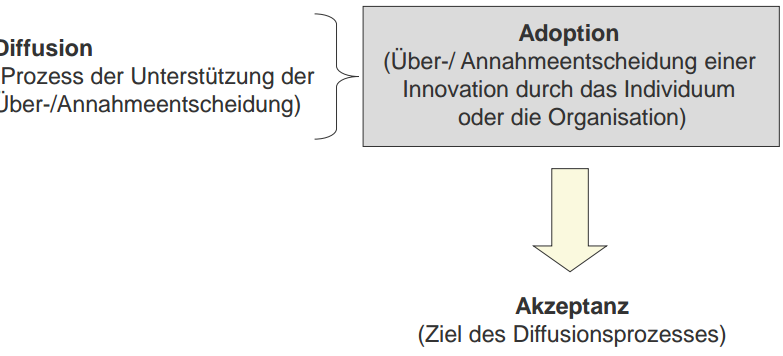 Diffusion
Prozess der Unterstützung der
Über-/Annahmeentscheidung)
Adoption
(Über-/ Annahmeentscheidung einer
Innovation durch das Individuum
oder die Organisation)
Akzeptanz
(Ziel des Diffusionsprozesses)